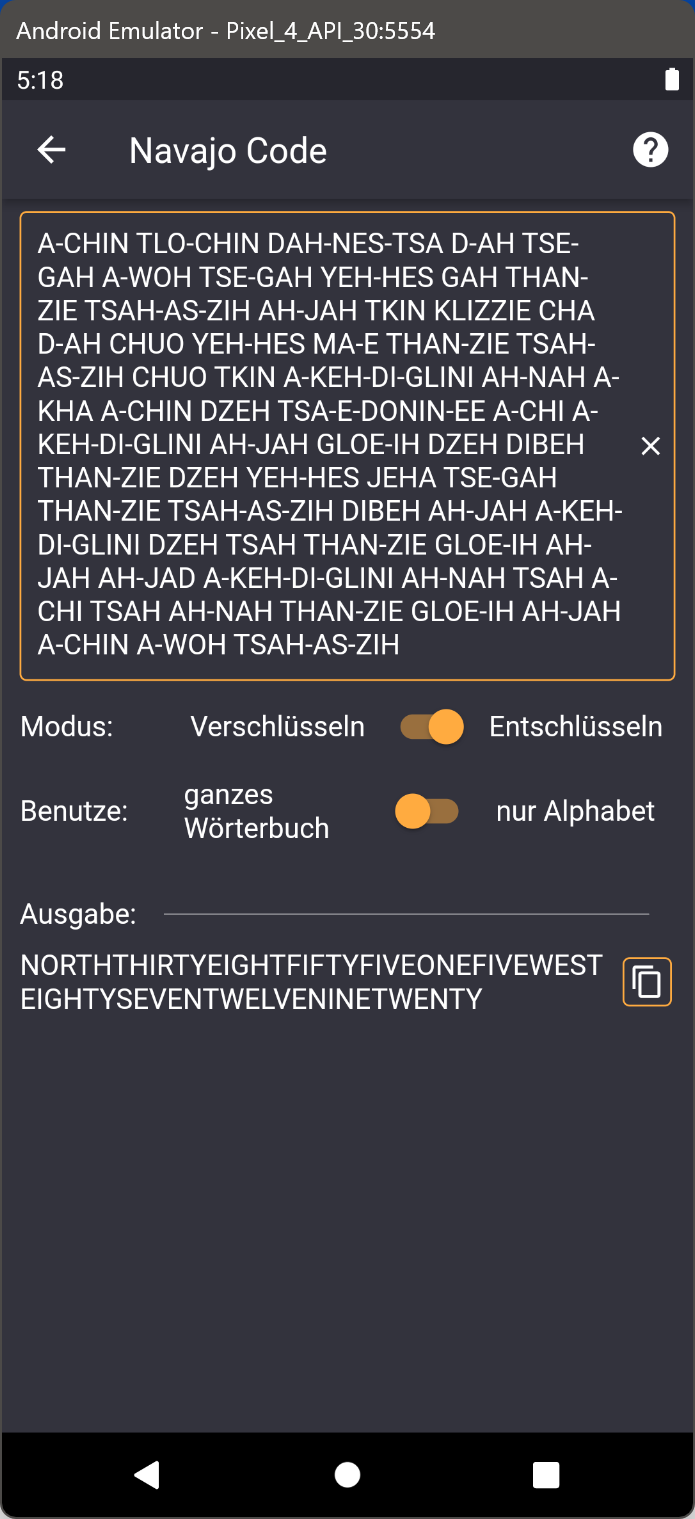 Android Emulator - Pixel_4_API_30:5554
5:18
Navajo Code
A-CHIN TLO-CHIN DAH-NES-TSA D-AH TSE-
GAH A-WOH TSE-GAH YEH-HES GAH THAN-
ZIE TSAH-AS-ZIH AH-JAH TKIN KLIZZIE CHA
D-AH CHUO YEH-HES MA-E THAN-ZIE TSAH-
AS-ZIH CHUO TKIN A-KEH-DI-GLINI AH-NAH A-
KHA A-CHIN DZEH TSA-E-DONIN-EE A-CHI A-
KEH-DI-GLINI AH-JAH GLOE-IH DZEH DIBEH
THAN-ZIE DZEH YEH-HES JEHA TSE-GAH
THAN-ZIE TSAH-AS-ZIH DIBEH AH-JAH A-KEH-
DI-GLINI DZEH TSAH THAN-ZIE GLOE-IH AH-
JAH AH-JAD A-KEH-DI-GLINI AH-NAH TSAH A-
CHI TSAH AH-NAH THAN-ZIE GLOE-IH AH-JAH
A-CHIN A-WOH TSAH-AS-ZIH
Modus: Verschlüsseln Entschlüsseln
Benutze: ganzes
Wörterbuch nur Alphabet
Ausgabe:
NORTHTHIRTYEIGHTFIFTYFIVEONEFIVEWEST
EIGHTYSEVENTWELVENINETWENTY